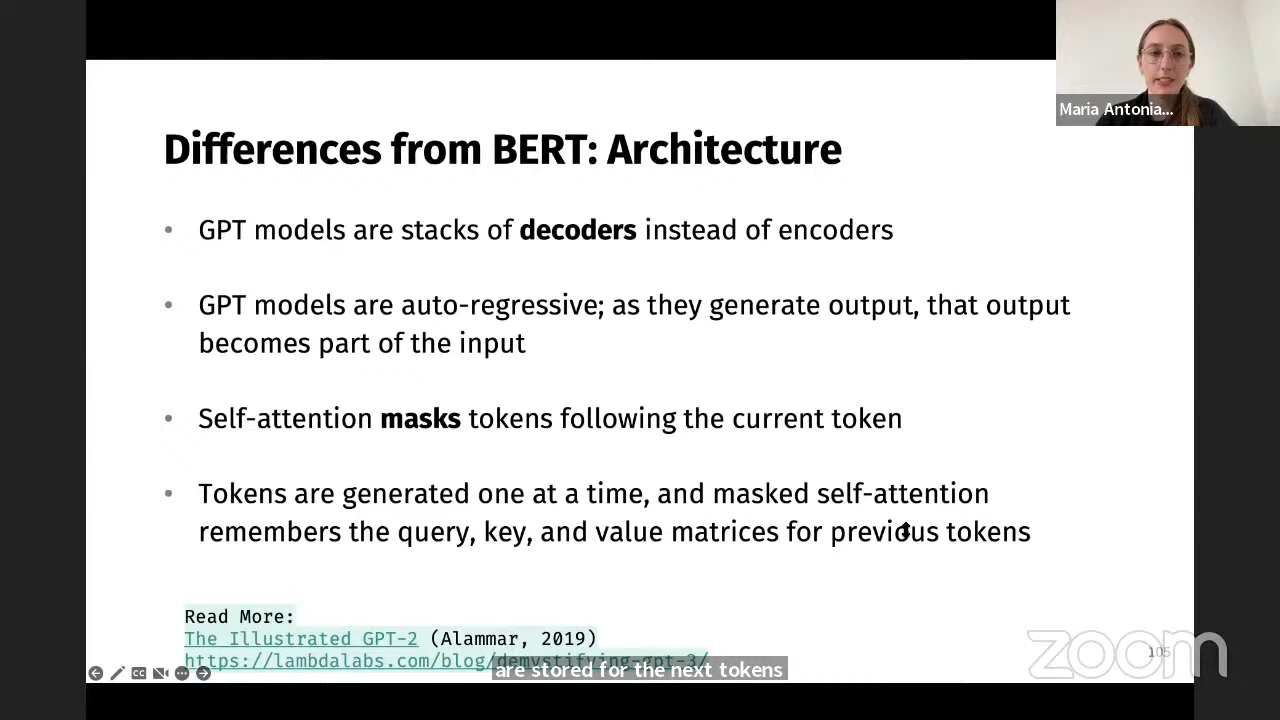 Maria Antonia...
Differences from BERT: Architecture
• GPT models are stacks of decoders instead of encoders
• GPT models are auto-regressive; as they generate output, that output
becomes part of the input
• Self-attention masks tokens following the current token
• Tokens are generated one at a time, and masked self-attention
remembers the query, key, and value matrices for previous tokens
Read More:
The Illustrated GPT-2 (Alammar, 2019)
https://lambdalabs.com/blog/demystifying-gpt-3/
are stored for the next tokens
CC
zoom
105